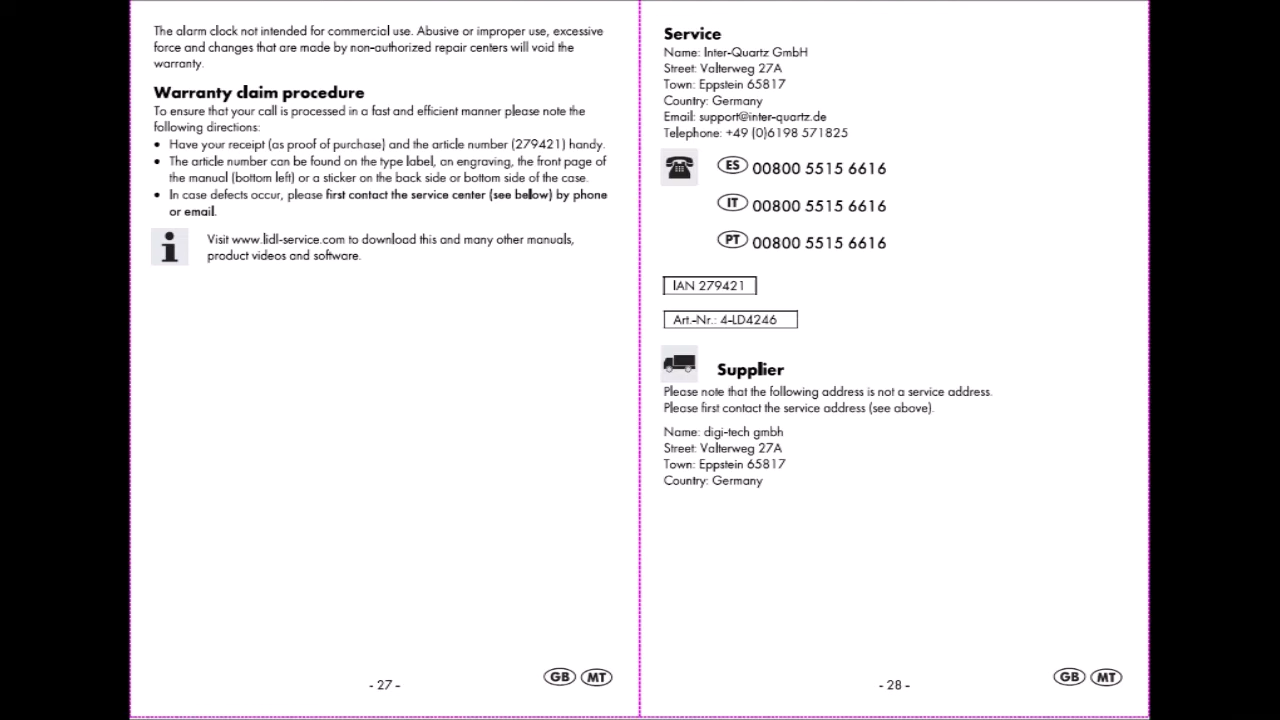 The alarm clock not intended for commercial use. Abusive or improper use, excessive
force and changes that are made by non-authorized repair centers will void the
warranty.
Warranty claim procedure
To ensure that your call is processed in a fast and efficient manner please note the
following directions:
• Have your receipt (as proof of purchase) and the article number (279421) handy.
• The article number can be found on the type label, an engraving, the front page of
the manual (bottom left) or a sticker on the back side or bottom side of the case.
• In case defects occur, please first contact the service center (see below) by phone
or email.
Visit www.lidl-service.com to download this and many other manuals,
product videos and software.
- 27 -
GB MT
Service
Name: Inter-Quartz GmbH
Street: Valterweg 27A
Town: Eppstein 65817
Country: Germany
Email: support@inter-quartz.de
Telephone: +49 (0)6198 571825
ES 00800 5515 6616
IT 00800 5515 6616
PT 00800 5515 6616
IAN 279421
Art.-Nr.: 4-LD4246
Supplier
Please note that the following address is not a service address.
Please first contact the service address (see above).
Name: digi-tech gmbh
Street: Valterweg 27A
Town: Eppstein 65817
Country: Germany
- 28 -
GB MT